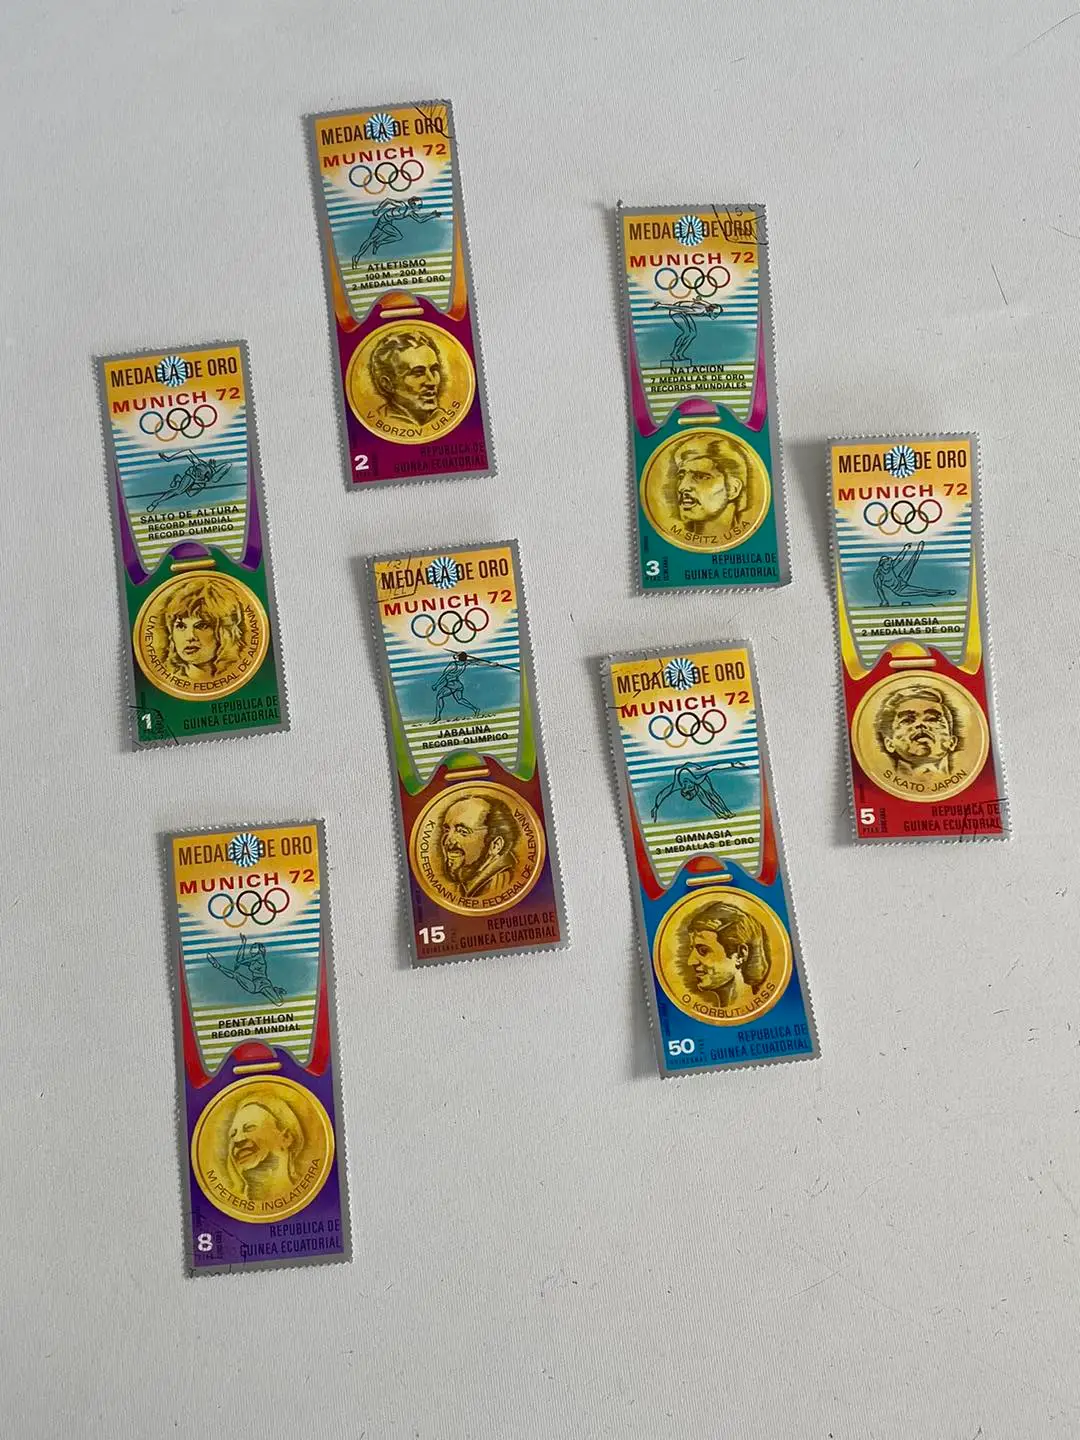 MEDALLA DE ORO
MUNICH 72
ATLETISMO
100 M. - 200 M.
2 MEDALLAS DE ORO
V. BORZOV U.R.S.S
2
REPUBLICA DE
GUINEA ECUATORIAL
MEDALLA DE ORO
MUNICH 72
NATACION
7 MEDALLAS DE ORO
RECORDS MUNDIALES
M. SPITZ · U.S.A
3
PTAS
REPUBLICA DE
GUINEA ECUATORIAL
MEDALLA DE ORO
MUNICH 72
SALTO DE ALTURA
RECORD MUNDIAL
RECORD OLIMPICO
U. MEYFARTH REP. FEDERAL DE ALEMANIA
1
REPUBLICA DE
GUINEA ECUATORIAL
MEDALLA DE ORO
MUNICH 72
GIMNASIA
2 MEDALLAS DE ORO
S. KATO · JAPON
5
PTAS
REPUBLICA DE
GUINEA ECUATORIAL
MEDALLA DE ORO
MUNICH 72
JABALINA
RECORD OLIMPICO
K. WOLFERMANN REP. FEDERAL DE ALEMANIA
15
PTAS
REPUBLICA DE
GUINEA ECUATORIAL
MEDALLA DE ORO
MUNICH 72
GIMNASIA
3 MEDALLAS DE ORO
O. KORBUT U.R.S.S
50
PTAS
REPUBLICA DE
GUINEA ECUATORIAL
MEDALLA DE ORO
MUNICH 72
PENTATHLON
RECORD MUNDIAL
M. PETERS · INGLATERRA
8
REPUBLICA DE
GUINEA ECUATORIAL